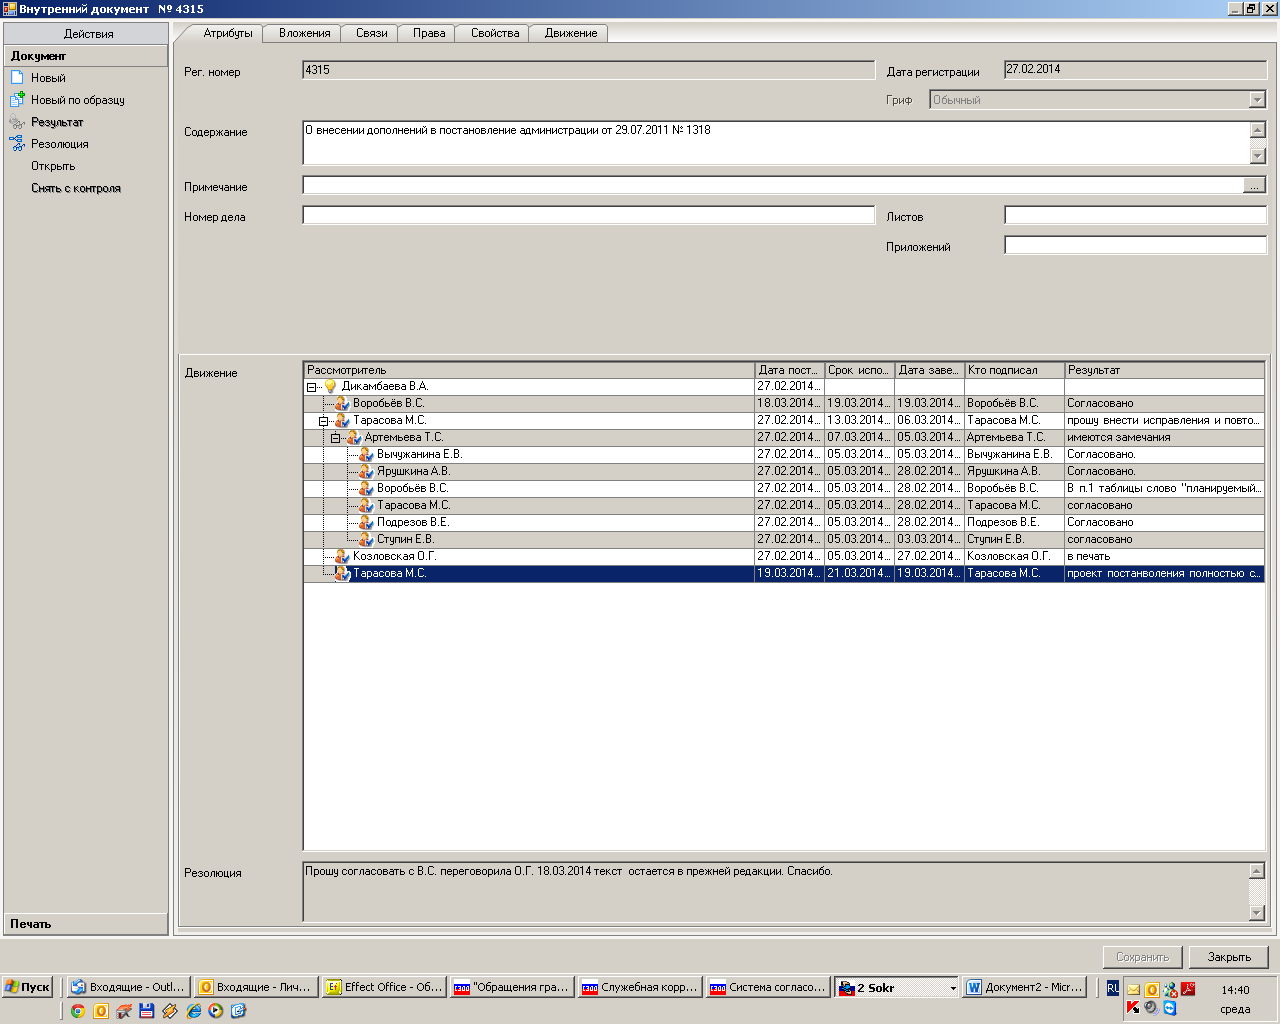 Внутренний документ № 4315
Действия
Документ
Новый
Новый по образцу
Результат
Резолюция
Открыть
Снять с контроля
Печать
Атрибуты Вложения Связи Права Свойства Движение
Рег. номер 4315 Дата регистрации 27.02.2014
Гриф Обычный
Содержание О внесении дополнений в постановление администрации от 29.07.2011 № 1318
Примечание ...
Номер дела Листов
Приложений
Движение
Рассмотритель Дата пост... Срок испо... Дата заве... Кто подписал Результат
Дикамбаева В.А. 27.02.2014...
Воробьёв В.С. 18.03.2014... 19.03.2014... 19.03.2014... Воробьёв В.С. Согласовано
Тарасова М.С. 27.02.2014... 13.03.2014... 06.03.2014... Тарасова М.С. прошу внести исправления и повто...
Артемьева Т.С. 27.02.2014... 07.03.2014... 05.03.2014... Артемьева Т.С. имеются замечания
Вычужанина Е.В. 27.02.2014... 05.03.2014... 05.03.2014... Вычужанина Е.В. Согласовано.
Ярушкина А.В. 27.02.2014... 05.03.2014... 28.02.2014... Ярушкина А.В. Согласовано.
Воробьёв В.С. 27.02.2014... 05.03.2014... 28.02.2014... Воробьёв В.С. В п.1 таблицы слово "планируемый...
Тарасова М.С. 27.02.2014... 05.03.2014... 28.02.2014... Тарасова М.С. согласовано
Подрезов В.Е. 27.02.2014... 05.03.2014... 28.02.2014... Подрезов В.Е. Согласовано
Ступин Е.В. 27.02.2014... 05.03.2014... 03.03.2014... Ступин Е.В. согласовано
Козловская О.Г. 27.02.2014... 05.03.2014... 27.02.2014... Козловская О.Г. в печать
Тарасова М.С. 19.03.2014... 21.03.2014... 19.03.2014... Тарасова М.С. проект постанволения полностью с...
Резолюция Прошу согласовать с В.С. переговорила О.Г. 18.03.2014 текст остается в прежней редакции. Спасибо.
Сохранить Закрыть
Пуск Входящие - Outl... Входящие - Лич... Effect Office - Об... "Обращения гра... Служебная корр... Система согласо... 2 Sokr Документ2 - Micr... RU 14:40
среда